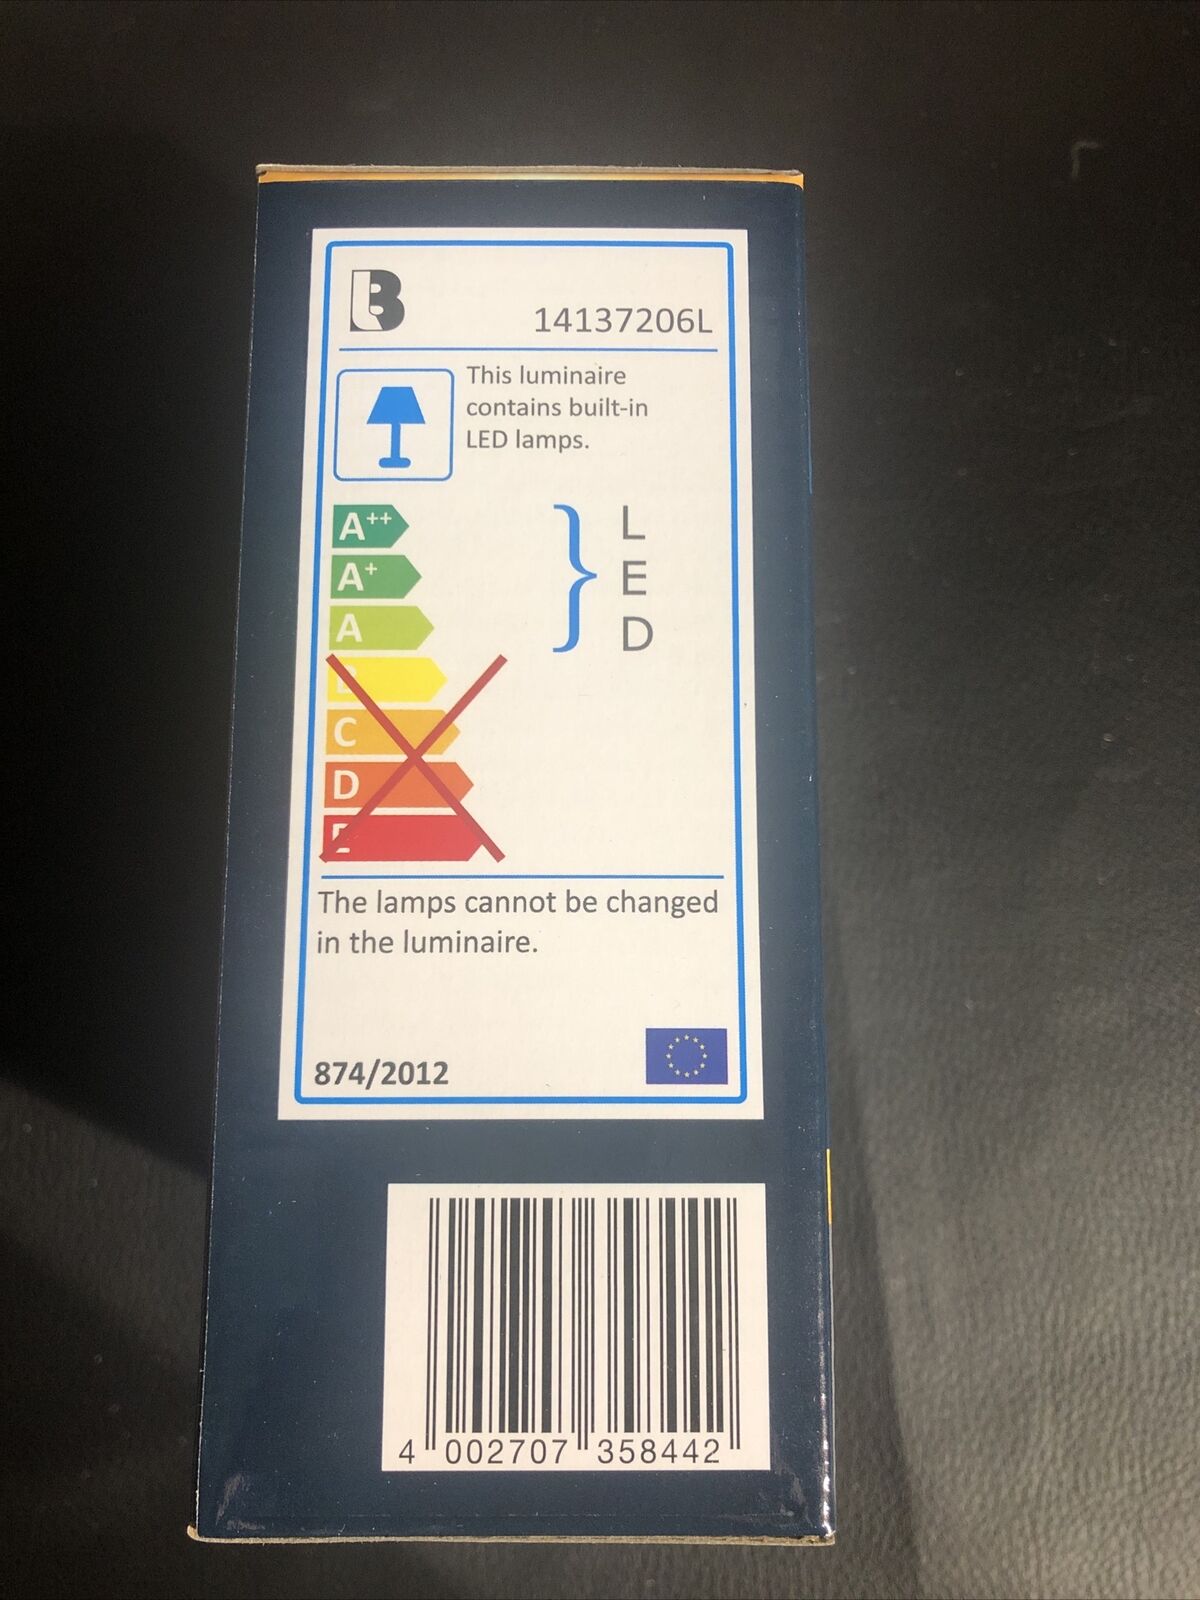 B
14137206L
This luminaire
contains built-in
LED lamps.
A++
A+
A
B
C
D
E
L
E
D
The lamps cannot be changed
in the luminaire.
874/2012
4 002707 358442